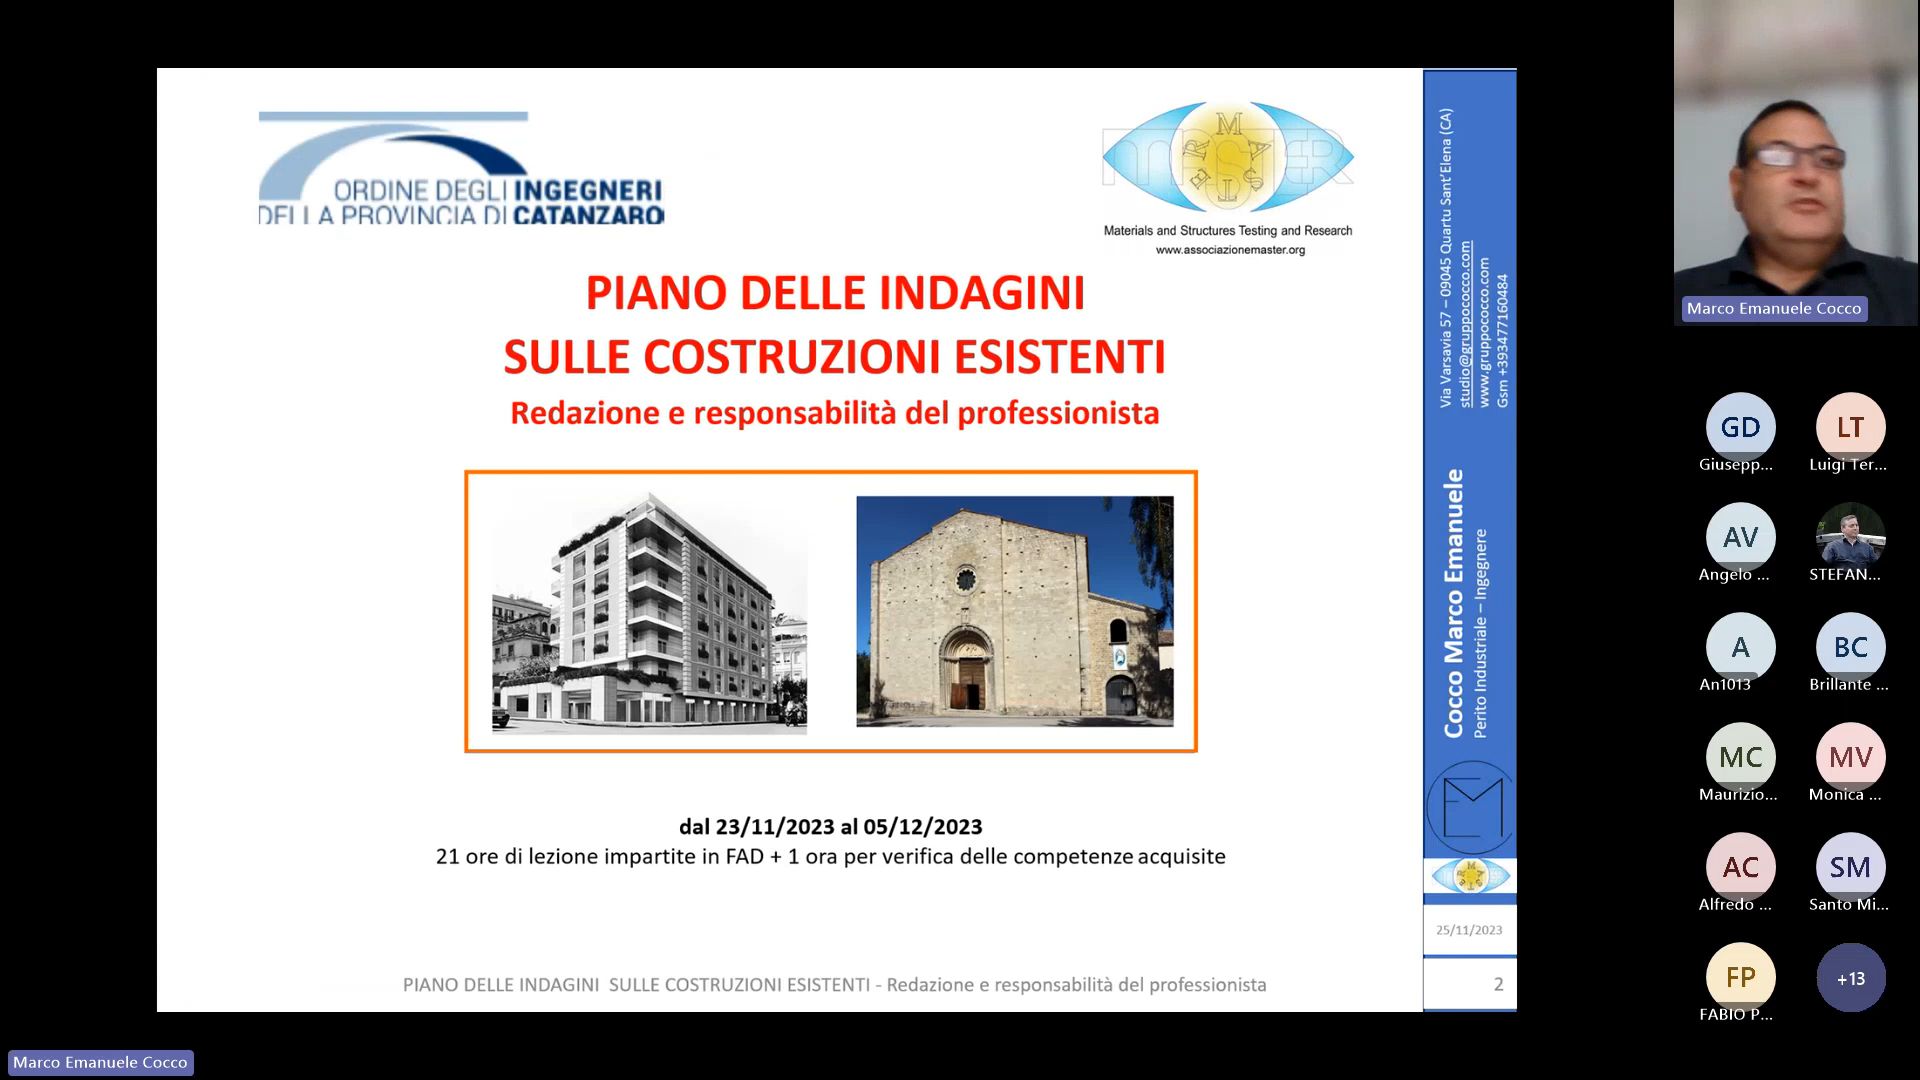 ORDINE DEGLI INGEGNERI
DELLA PROVINCIA DI CATANZARO
MASTER
MASTER
Materials and Structures Testing and Research
www.associazionemaster.org
PIANO DELLE INDAGINI
SULLE COSTRUZIONI ESISTENTI
Redazione e responsabilità del professionista
dal 23/11/2023 al 05/12/2023
21 ore di lezione impartite in FAD + 1 ora per verifica delle competenze acquisite
PIANO DELLE INDAGINI SULLE COSTRUZIONI ESISTENTI - Redazione e responsabilità del professionista
Via Varsavia 57 – 09045 Quartu Sant'Elena (CA)
studio@gruppococco.com
www.gruppococco.com
Gsm +393477160484
Cocco Marco Emanuele
Perito Industriale – Ingegnere
EM
25/11/2023
2
Marco Emanuele Cocco
GD
LT
Giusepp...
Luigi Ter...
AV
Angelo ...
STEFAN...
A
BC
An1013
Brillante ...
MC
MV
Maurizio...
Monica ...
AC
SM
Alfredo ...
Santo Mi...
FP
+13
FABIO P...
Marco Emanuele Cocco